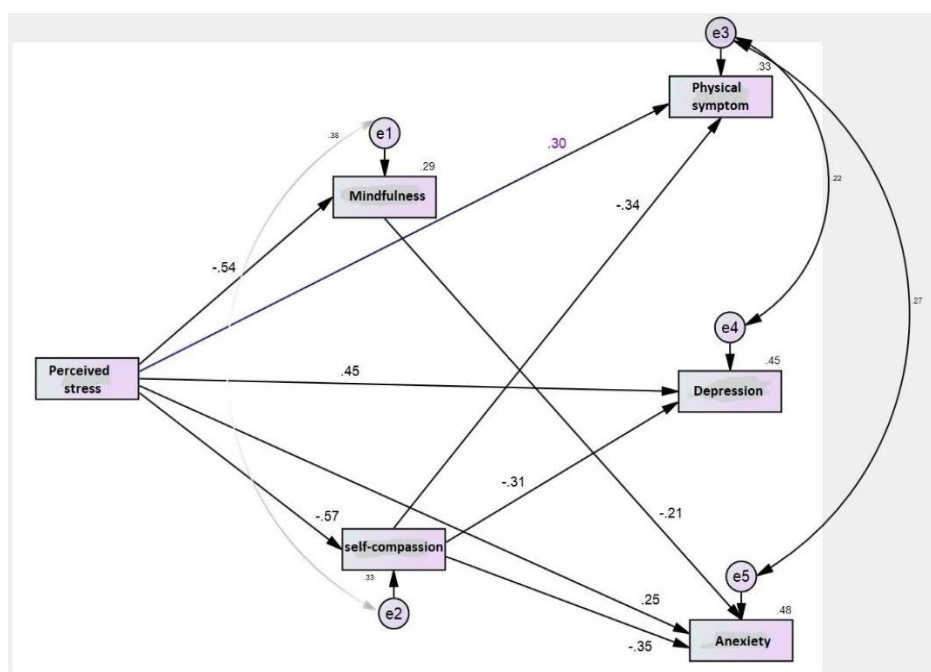 e3
.33
Physical
symptom
.38
e1
.30
.29
Mindfulness
.22
-.34
-.54
.27
e4
Perceived
stress
.45
.45
Depression
-.31
-.57
-.21
self-compassion
.33
e2
e5
.25
.48
-.35
Anexiety